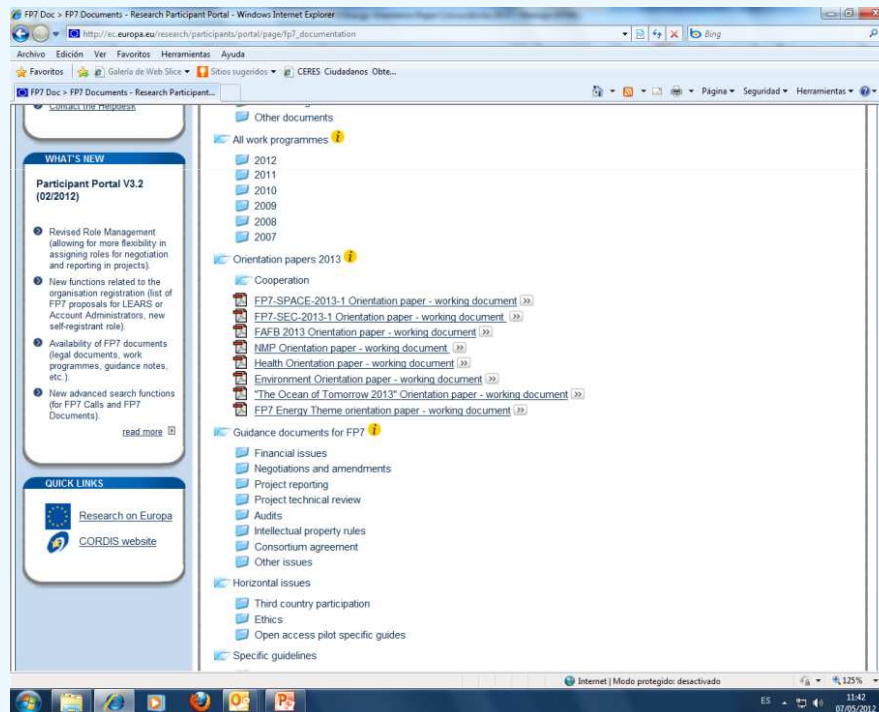 FP7 Doc > FP7 Documents - Research Participant Portal - Windows Internet Explorer
http://ec.europa.eu/research/participants/portal/page/fp7_documentation
Bing
Archivo Edición Ver Favoritos Herramientas Ayuda
Favoritos Galería de Web Slice Sitios sugeridos CERES Ciudadanos Obte...
FP7 Doc > FP7 Documents - Research Participant...
Página Seguridad Herramientas
Contact the Helpdesk
WHAT'S NEW
Participant Portal V3.2
(02/2012)
Revised Role Management
(allowing for more flexibility in
assigning roles for negotiation
and reporting in projects).
New functions related to the
organisation registration (list of
FP7 proposals for LEARS or
Account Administrators, new
self-registrant role).
Availability of FP7 documents
(legal documents, work
programmes, guidance notes,
etc.).
New advanced search functions
(for FP7 Calls and FP7
Documents).
read more
QUICK LINKS
Research on Europa
CORDIS website
Other documents
All work programmes
2012
2011
2010
2009
2008
2007
Orientation papers 2013
Cooperation
FP7-SPACE-2013-1 Orientation paper - working document
FP7-SEC-2013-1 Orientation paper - working document
FAFB 2013 Orientation paper - working document
NMP Orientation paper - working document
Health Orientation paper - working document
Environment Orientation paper - working document
"The Ocean of Tomorrow 2013" Orientation paper - working document
FP7 Energy Theme orientation paper - working document
Guidance documents for FP7
Financial issues
Negotiations and amendments
Project reporting
Project technical review
Audits
Intellectual property rules
Consortium agreement
Other issues
Horizontal issues
Third country participation
Ethics
Open access pilot specific guides
Specific guidelines
Internet | Modo protegido: desactivado
125%
ES
11:42
07/05/2012